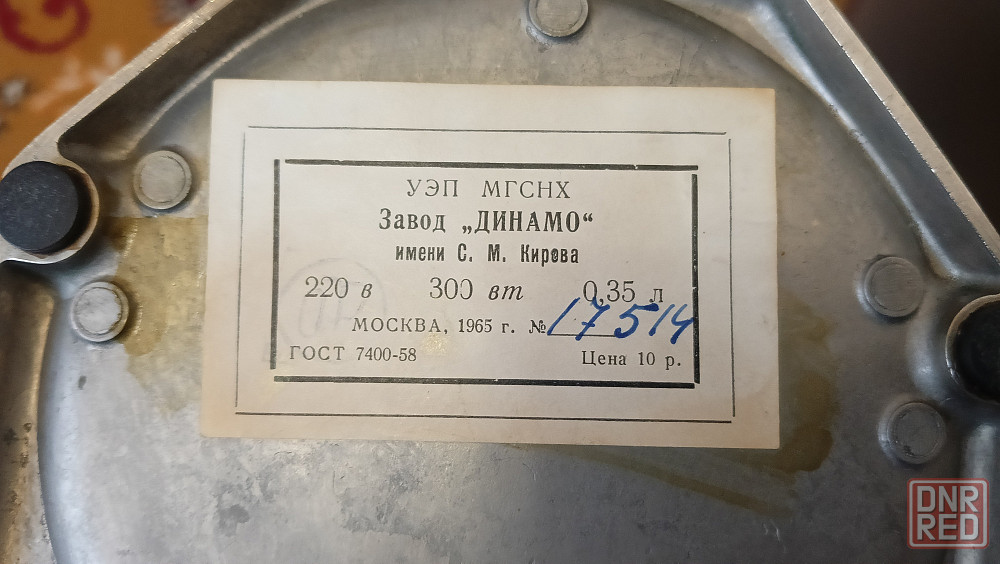 УЭП МГСНХ
Завод „ДИНАМО“
имени С. М. Кирова
220 в 300 вт 0,35 л
МОСКВА, 1965 г. № 17514
ГОСТ 7400-58 Цена 10 р.
DNR
RED